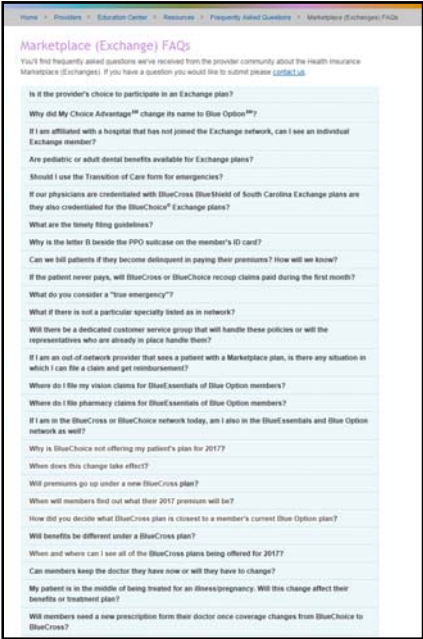 Home > Providers > Education Center > Resources > Frequently Asked Questions > Marketplace (Exchanges) FAQs
Marketplace (Exchange) FAQs
You'll find frequently asked questions we've received from the provider community about the Health Insurance
Marketplace (Exchanges). If you have a question you would like to submit please contact us.
Is it the provider's choice to participate in an Exchange plan?
Why did My Choice Advantage℠ change its name to Blue Option℠?
If I am affiliated with a hospital that has not joined the Exchange network, can I see an individual
Exchange member?
Are pediatric or adult dental benefits available for Exchange plans?
Should I use the Transition of Care form for emergencies?
If our physicians are credentialed with BlueCross BlueShield of South Carolina Exchange plans are
they also credentialed for the BlueChoice® Exchange plans?
What are the timely filing guidelines?
Why is the letter B beside the PPO suitcase on the member's ID card?
Can we bill patients if they become delinquent in paying their premiums? How will we know?
If the patient never pays, will BlueCross or BlueChoice recoup claims paid during the first month?
What do you consider a "true emergency"?
What if there is not a particular specialty listed as in network?
Will there be a dedicated customer service group that will handle these policies or will the
representatives who are already in place handle them?
If I am an out-of-network provider that sees a patient with a Marketplace plan, is there any situation in
which I can file a claim and get reimbursement?
Where do I file my vision claims for BlueEssentials of Blue Option members?
Where do I file pharmacy claims for BlueEssentials of Blue Option members?
If I am in the BlueCross or BlueChoice network today, am I also in the BlueEssentials and Blue Option
network as well?
Why is BlueChoice not offering my patient's plan for 2017?
When does this change take effect?
Will premiums go up under a new BlueCross plan?
When will members find out what their 2017 premium will be?
How did you decide what BlueCross plan is closest to a member's current Blue Option plan?
Will benefits be different under a BlueCross plan?
When and where can I see all of the BlueCross plans being offered for 2017?
Can members keep the doctor they have now or will they have to change?
My patient is in the middle of being treated for an illness/pregnancy. Will this change affect their
benefits or treatment plan?
Will members need a new prescription form their doctor once coverage changes from BlueChoice to
BlueCross?